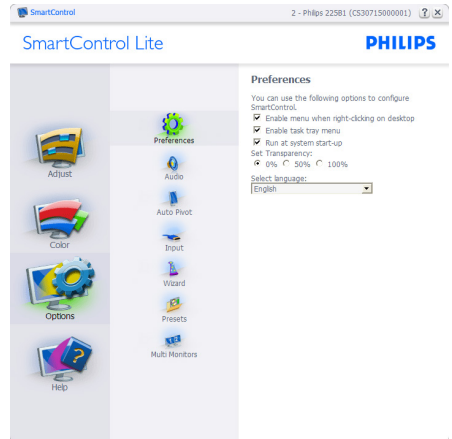 SmartControl
2 - Philips 225B1 (CS30715000001)
? X
SmartControl Lite
PHILIPS
Adjust
Color
Options
Help
Preferences
Audio
Auto Pivot
Input
Wizard
Presets
Multi Monitors
Preferences
You can use the following options to configure
SmartControl.
Enable menu when right-clicking on desktop
Enable task tray menu
Run at system start-up
Set Transparency:
0% 50% 100%
Select language:
English